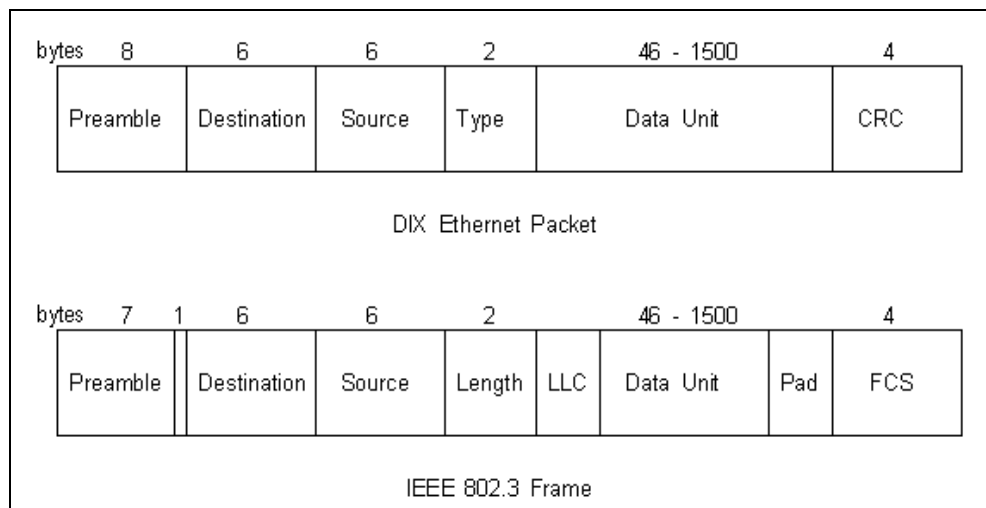 bytes 8 6 6 2 46 - 1500 4
Preamble Destination Source Type Data Unit CRC
DIX Ethernet Packet
bytes 7 1 6 6 2 46 - 1500 4
Preamble Destination Source Length LLC Data Unit Pad FCS
IEEE 802.3 Frame